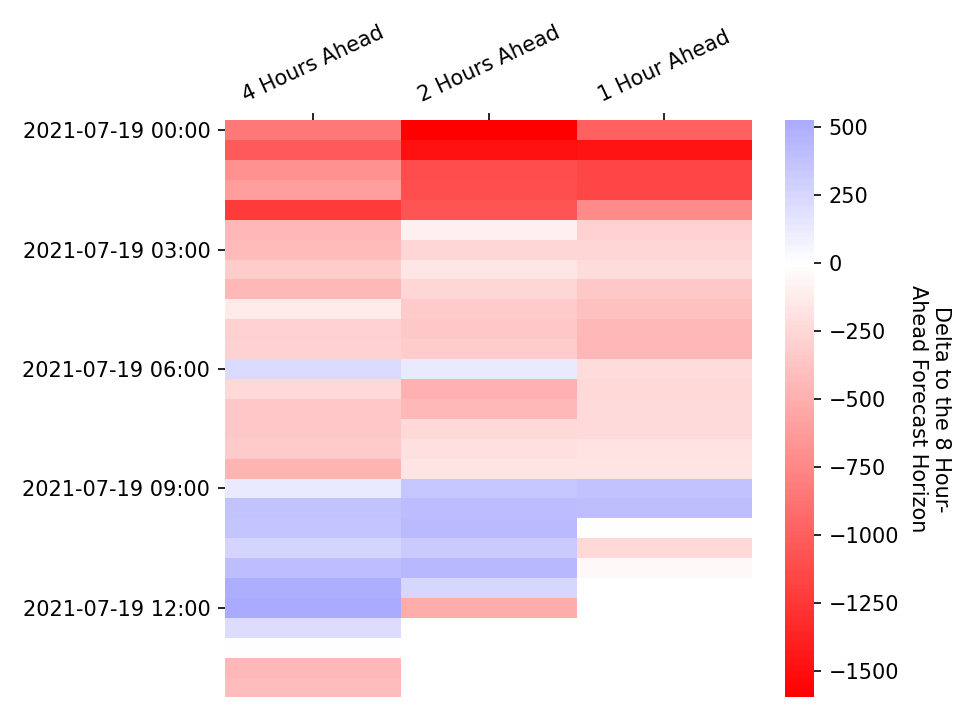 4 Hours Ahead
2 Hours Ahead
1 Hour Ahead
2021-07-19 00:00
2021-07-19 03:00
2021-07-19 06:00
2021-07-19 09:00
2021-07-19 12:00
500
250
0
−250
−500
−750
−1000
−1250
−1500
Delta to the 8 Hour-
Ahead Forecast Horizon